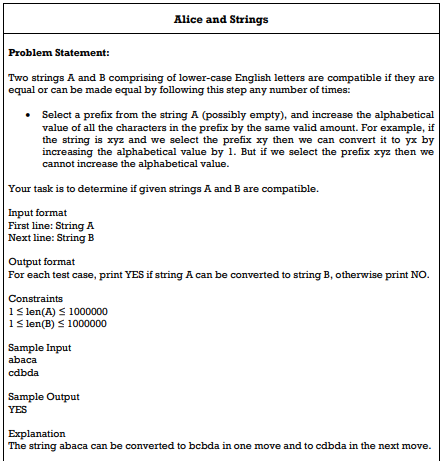 Alice and Strings
Problem Statement:
Two strings A and B comprising of lower-case English letters are compatible if they are
equal or can be made equal by following this step any number of times:
• Select a prefix from the string A (possibly empty), and increase the alphabetical
value of all the characters in the prefix by the same valid amount. For example, if
the string is xyz and we select the prefix xy then we can convert it to yx by
increasing the alphabetical value by 1. But if we select the prefix xyz then we
cannot increase the alphabetical value.
Your task is to determine if given strings A and B are compatible.
Input format
First line: String A
Next line: String B
Output format
For each test case, print YES if string A can be converted to string B, otherwise print NO.
Constraints
1 ≤ len(A) ≤ 1000000
1 ≤ len(B) ≤ 1000000
Sample Input
abaca
cdbda
Sample Output
YES
Explanation
The string abaca can be converted to bcbda in one move and to cdbda in the next move.